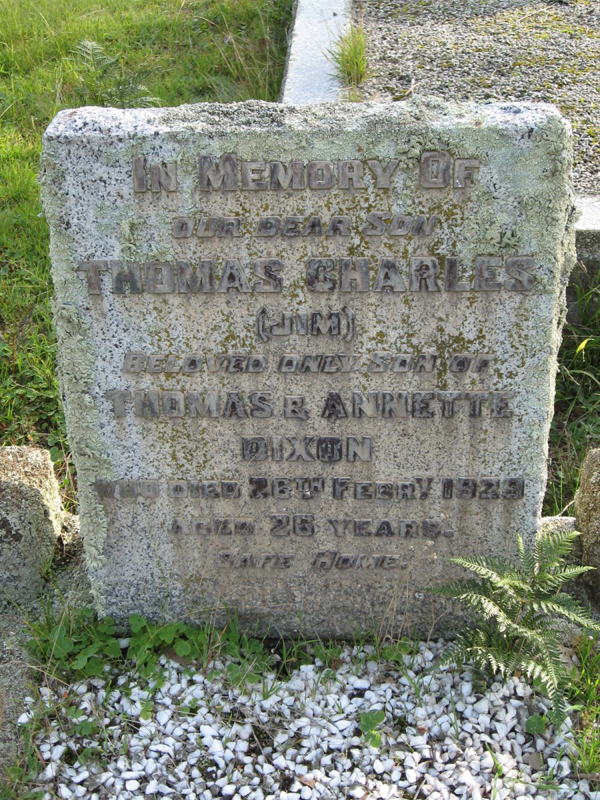 IN MEMORY OF
OUR DEAR SON
THOMAS CHARLES
(JIM)
BELOVED ONLY SON OF
THOMAS & ANNETTE
DIXON
WHO DIED 26TH FEBRY 1929
AGED 26 YEARS.
SAFE HOME.